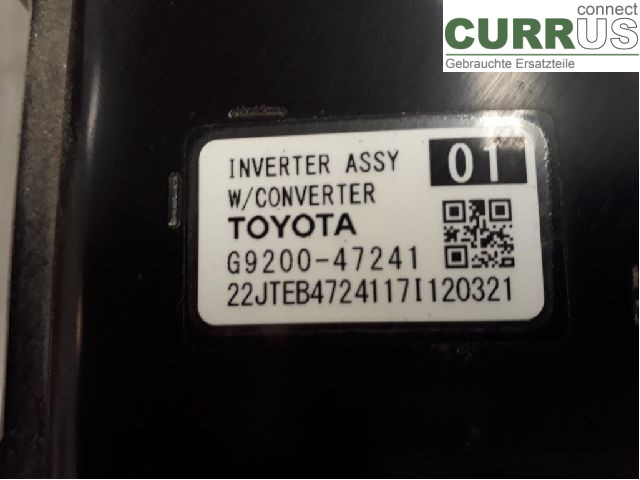 connect
CURRUS
Gebrauchte Ersatzteile
INVERTER ASSY 01
W/CONVERTER
TOYOTA
G9200-47241
22JTEB4724117I120321